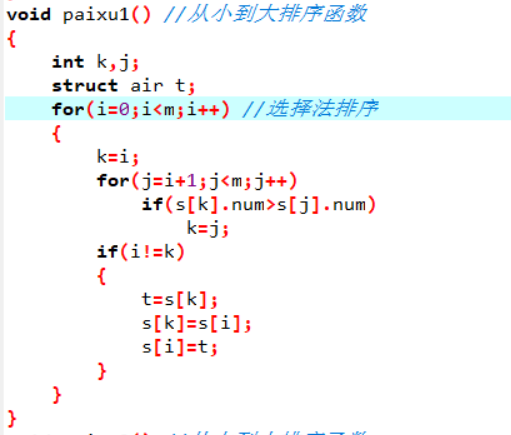 void paixu1() //从小到大排序函数
{
    int k,j;
    struct air t;
    for(i=0;i<m;i++) //选择法排序
    {
        k=i;
        for(j=i+1;j<m;j++)
            if(s[k].num>s[j].num)
                k=j;
        if(i!=k)
        {
            t=s[k];
            s[k]=s[i];
            s[i]=t;
        }
    }
}